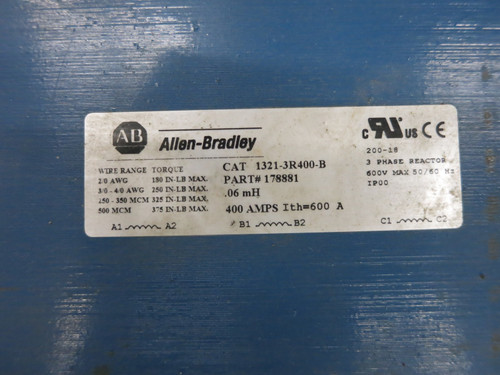 AB
Allen-Bradley
WIRE RANGE TORQUE
2/0 AWG 180 IN-LB MAX.
3/0 - 4/0 AWG 250 IN-LB MAX.
250 - 350 MCM 325 IN-LB MAX.
500 MCM 375 IN-LB MAX.
CAT 1321-3R400-B
PART# 178881
.06 mH
400 AMPS Ith=600 A
c RU US CE
200-18
3 PHASE REACTOR
600V MAX 50/60 Hz
IP00
A1 A2 B1 B2 C1 C2